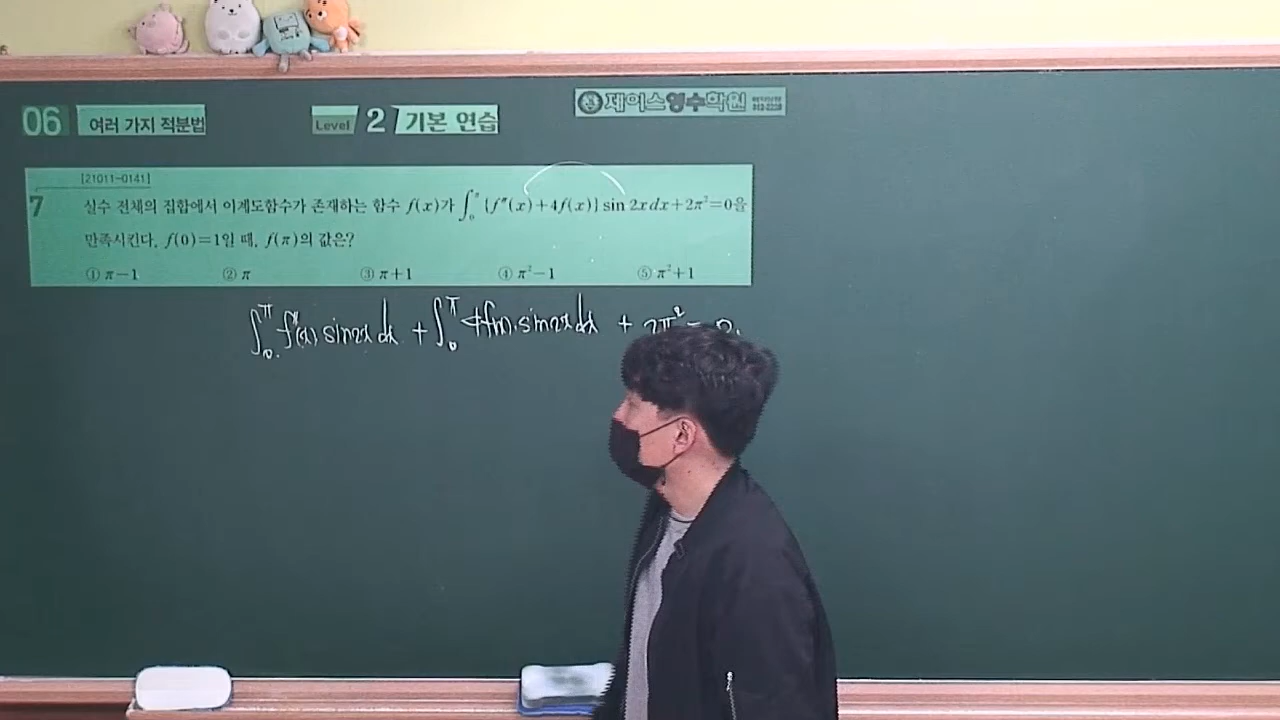 06 여러 가지 적분법 Level 2 기본 연습 제이스영수학원
[21011-0141]
7 실수 전체의 집합에서 이계도함수가 존재하는 함수 f(x)가 ∫₀^π {f″(x)+4f(x)} sin 2x dx+2π²=0을
만족시킨다. f(0)=1일 때, f(π)의 값은?
① π−1 ② π ③ π+1 ④ π²−1 ⑤ π²+1
∫₀^π f″(x) sin2x dx + ∫₀^π 4f(x)·sin2x dx + 2π² = 0.